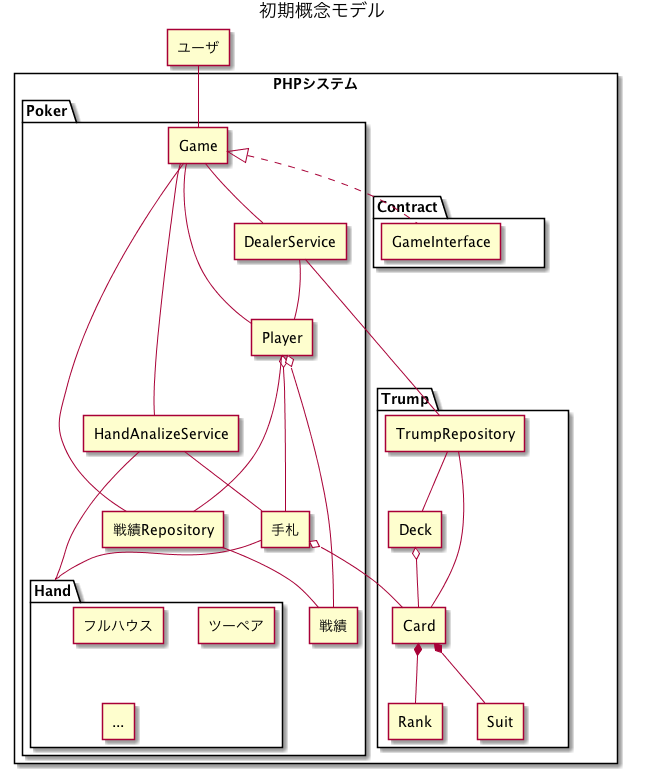 初期概念モデル
ユーザ
PHPシステム
Poker
Game
Contract
GameInterface
DealerService
Player
Trump
HandAnalizeService
TrumpRepository
戦績Repository
手札
Deck
Hand
フルハウス
ツーペア
戦績
Card
...
Rank
Suit